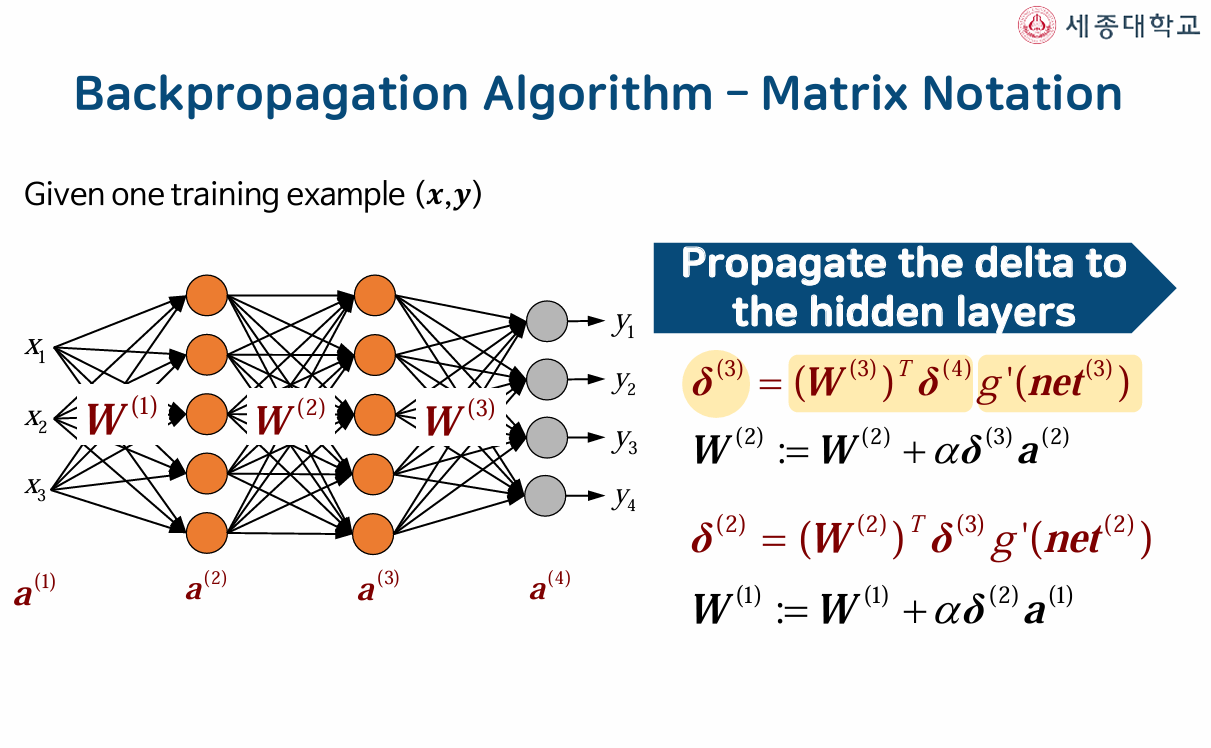 세종대학교
Backpropagation Algorithm – Matrix Notation
Given one training example (x,y)
Propagate the delta to
the hidden layers
x₁
x₂
x₃
W⁽¹⁾ W⁽²⁾ W⁽³⁾
y₁
y₂
y₃
y₄
a⁽¹⁾ a⁽²⁾ a⁽³⁾ a⁽⁴⁾
δ⁽³⁾ = (W⁽³⁾)ᵀ δ⁽⁴⁾ g'(net⁽³⁾)
W⁽²⁾ := W⁽²⁾ + αδ⁽³⁾a⁽²⁾
δ⁽²⁾ = (W⁽²⁾)ᵀ δ⁽³⁾ g'(net⁽²⁾)
W⁽¹⁾ := W⁽¹⁾ + αδ⁽²⁾a⁽¹⁾